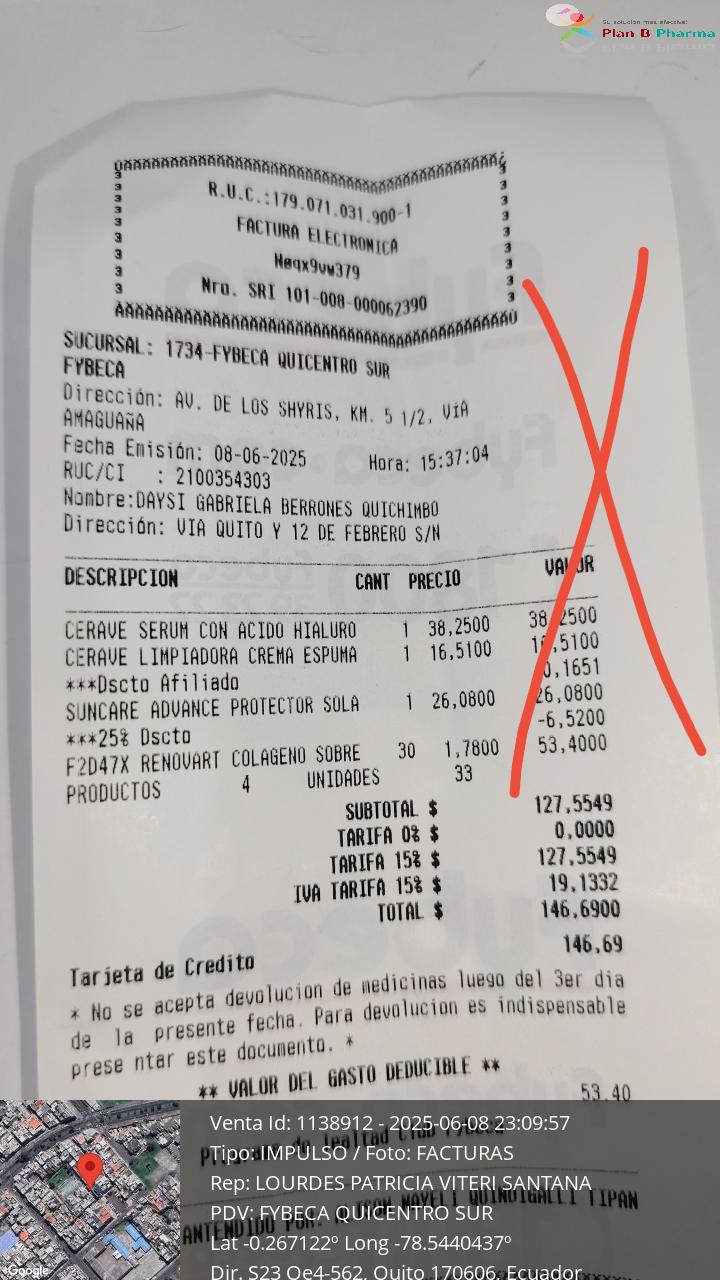 Su solución más efectiva!
Plan B Pharma
R.U.C.:179.071.031.900-1
FACTURA ELECTRONICA
Nøqx9vw379
Nro. SRI 101-008-000062390
SUCURSAL: 1734-FYBECA QUICENTRO SUR
FYBECA
Dirección: AV. DE LOS SHYRIS, KM. 5 1/2, VíA
AMAGUAñA
Fecha Emisión: 08-06-2025 Hora: 15:37:04
RUC/CI : 2100354303
Nombre:DAYSI GABRIELA BERRONES QUICHIMBO
Dirección: VIA QUITO Y 12 DE FEBRERO S/N
DESCRIPCION CANT PRECIO VALOR
CERAVE SERUM CON ACIDO HIALURO 1 38,2500 38,2500
CERAVE LIMPIADORA CREMA ESPUMA 1 16,5100 16,5100
***Dscto Afiliado 0,1651
SUNCARE ADVANCE PROTECTOR SOLA 1 26,0800 26,0800
***25% Dscto -6,5200
F2D47X RENOVART COLAGENO SOBRE 30 1,7800 53,4000
PRODUCTOS 4 UNIDADES 33
SUBTOTAL $ 127,5549
TARIFA 0% $ 0,0000
TARIFA 15% $ 127,5549
IVA TARIFA 15% $ 19,1332
TOTAL $ 146,6900
146,69
Tarjeta de Credito
* No se acepta devolucion de medicinas luego del 3er dia
de la presente fecha. Para devolucion es indispensable
prese ntar este documento. *
** VALOR DEL GASTO DEDUCIBLE **
53.40
Venta Id: 1138912 - 2025-06-08 23:09:57
Tipo: IMPULSO / Foto: FACTURAS
Rep: LOURDES PATRICIA VITERI SANTANA
PDV: FYBECA QUICENTRO SUR
Lat -0.267122º Long -78.5440437º
Dir. S23 Oe4-562, Quito 170606, Ecuador
Google